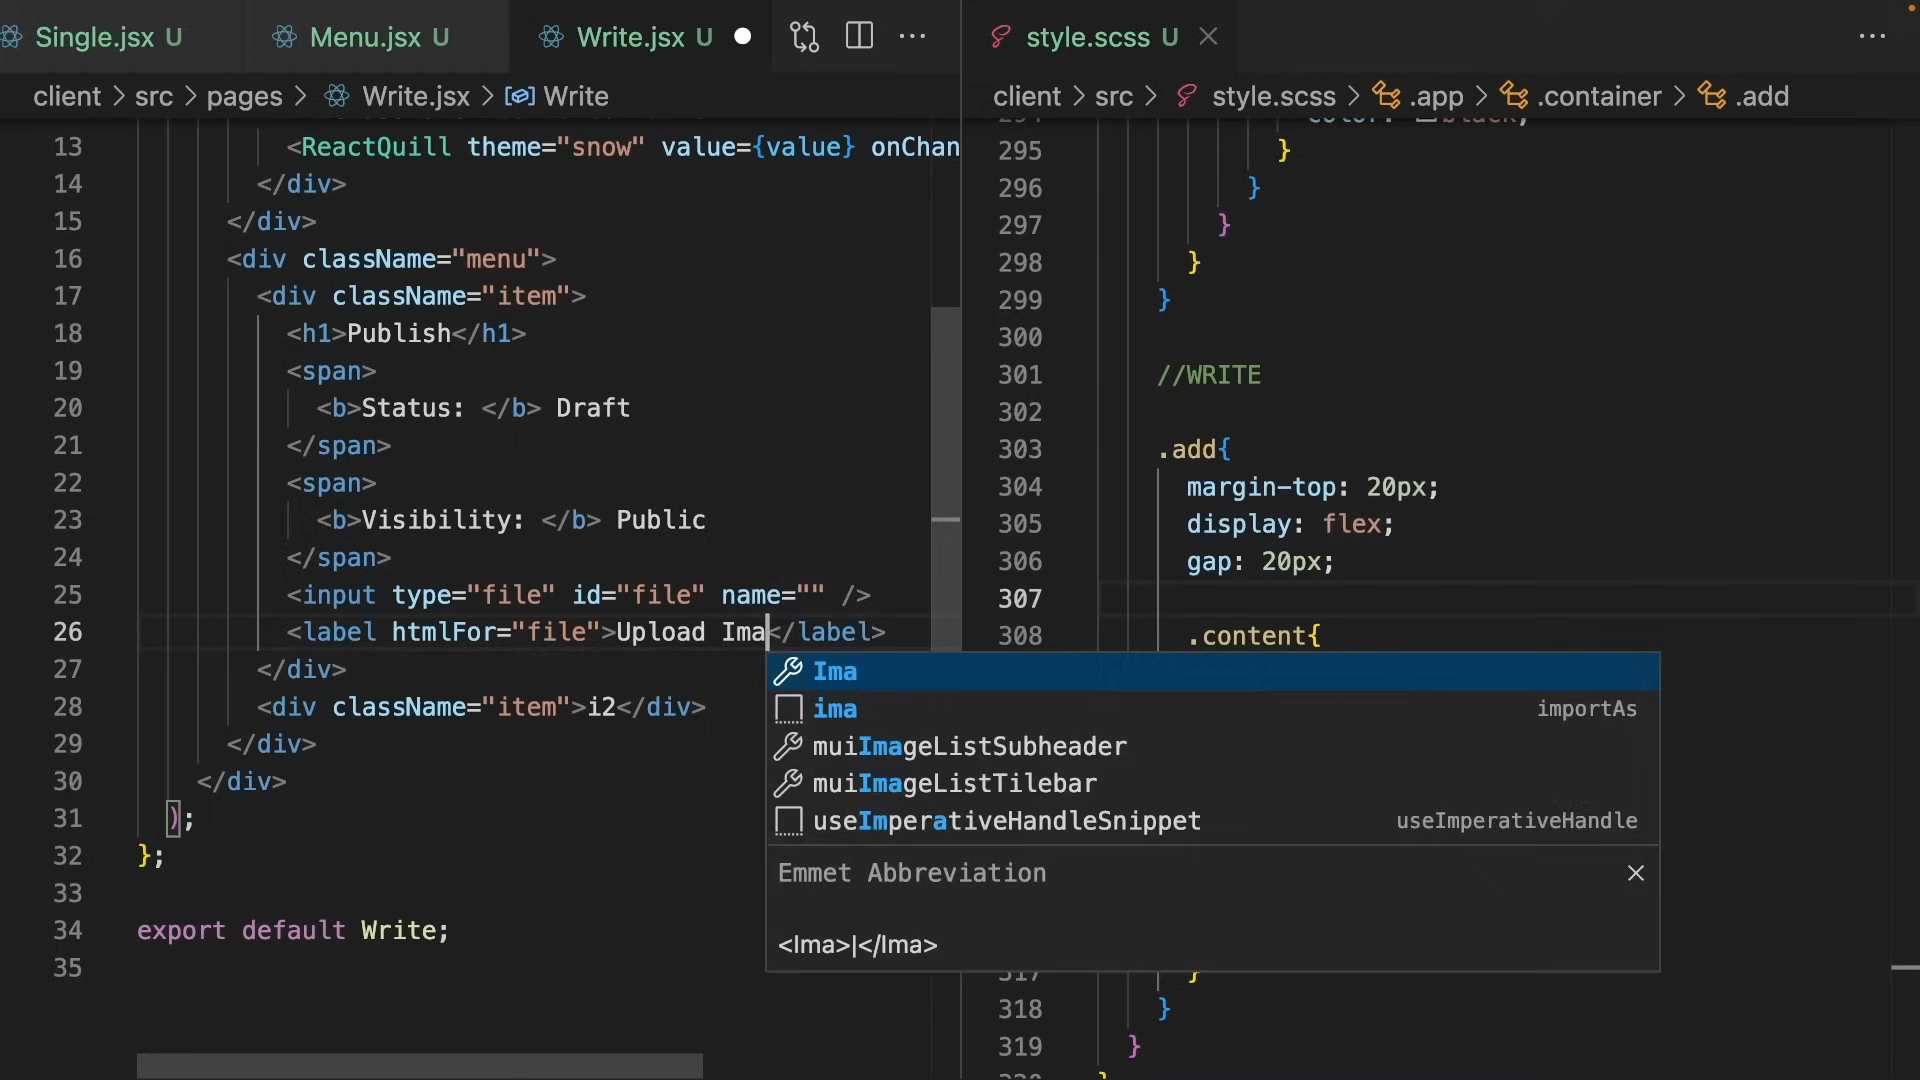 Single.jsx U
Menu.jsx U
Write.jsx U
style.scss U
client > src > pages > Write.jsx > Write
client > src > style.scss > .app > .container > .add
13 <ReactQuill theme="snow" value={value} onChan
14 </div>
15 </div>
16 <div className="menu">
17 <div className="item">
18 <h1>Publish</h1>
19 <span>
20 <b>Status: </b> Draft
21 </span>
22 <span>
23 <b>Visibility: </b> Public
24 </span>
25 <input type="file" id="file" name="" />
26 <label htmlFor="file">Upload Ima</label>
27 </div>
28 <div className="item">i2</div>
29 </div>
30 </div>
31 );
32 };
33
34 export default Write;
35
295 }
296 }
297 }
298 }
299 }
300
301 //WRITE
302
303 .add{
304 margin-top: 20px;
305 display: flex;
306 gap: 20px;
307
308 .content{
Ima
ima importAs
muiImageListSubheader
muiImageListTilebar
useImperativeHandleSnippet useImperativeHandle
Emmet Abbreviation
<Ima>|</Ima>
317 }
318 }
319 }